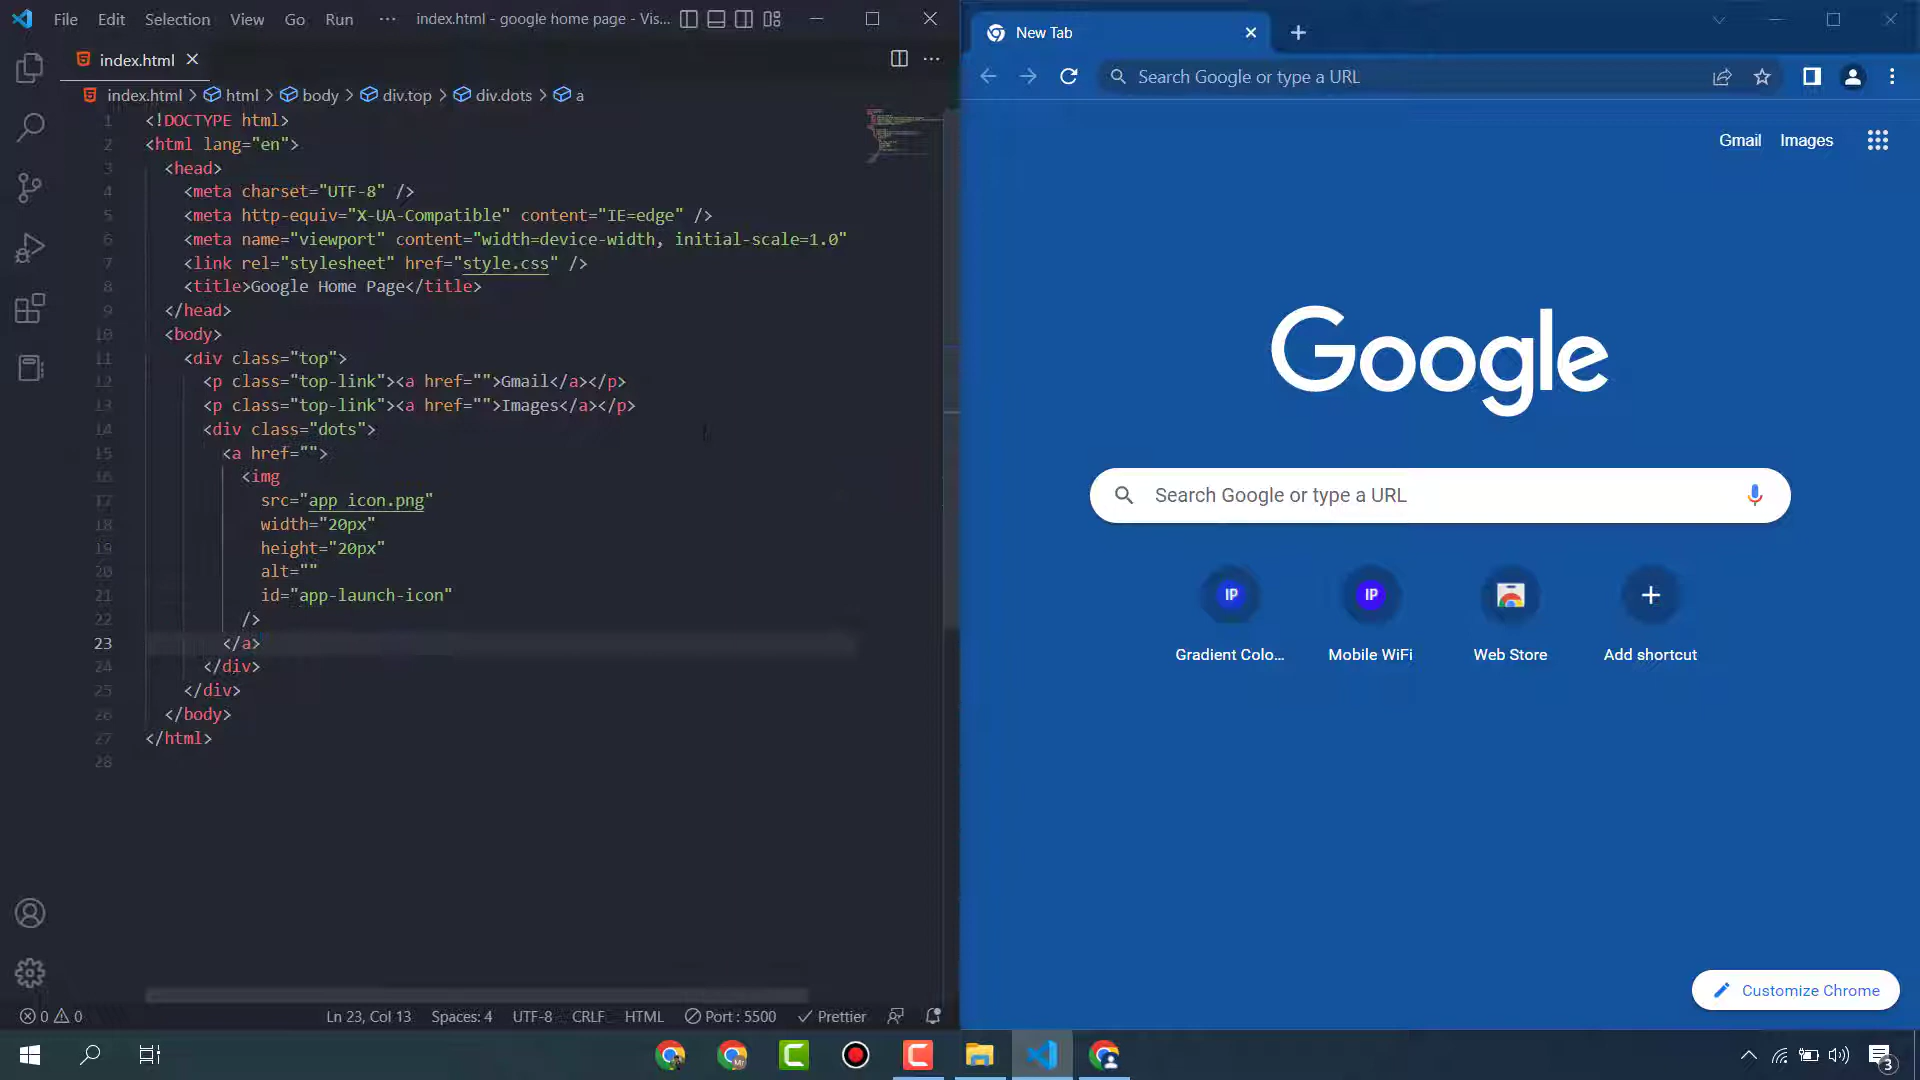 File Edit Selection View Go Run ··· index.html - google home page - Vis...
index.html
index.html > html > body > div.top > div.dots > a
1 <!DOCTYPE html>
2 <html lang="en">
3 <head>
4 <meta charset="UTF-8" />
5 <meta http-equiv="X-UA-Compatible" content="IE=edge" />
6 <meta name="viewport" content="width=device-width, initial-scale=1.0"
7 <link rel="stylesheet" href="style.css" />
8 <title>Google Home Page</title>
9 </head>
10 <body>
11 <div class="top">
12 <p class="top-link"><a href="">Gmail</a></p>
13 <p class="top-link"><a href="">Images</a></p>
14 <div class="dots">
15 <a href="">
16 <img
17 src="app icon.png"
18 width="20px"
19 height="20px"
20 alt=""
21 id="app-launch-icon"
22 />
23 </a>
24 </div>
25 </div>
26 </body>
27 </html>
28
0 0 Ln 23, Col 13 Spaces: 4 UTF-8 CRLF HTML Port : 5500 Prettier
New Tab
Search Google or type a URL
Gmail Images
Google
Search Google or type a URL
IP IP
Gradient Colo... Mobile WiFi Web Store Add shortcut
Customize Chrome
3